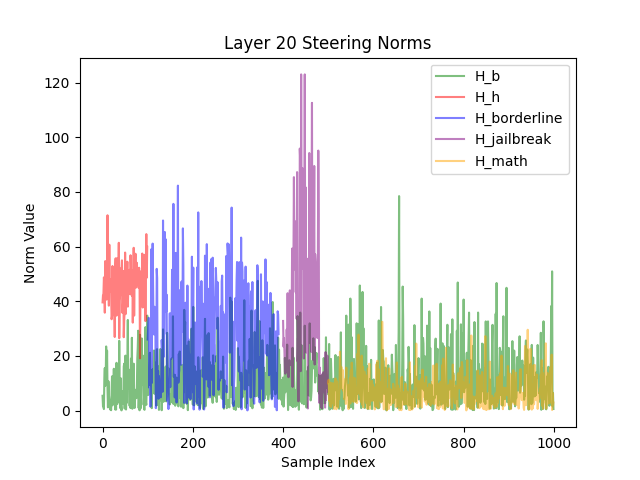 Layer 20 Steering Norms
H_b
H_h
H_borderline
H_jailbreak
H_math
Norm Value
120
100
80
60
40
20
0
0 200 400 600 800 1000
Sample Index